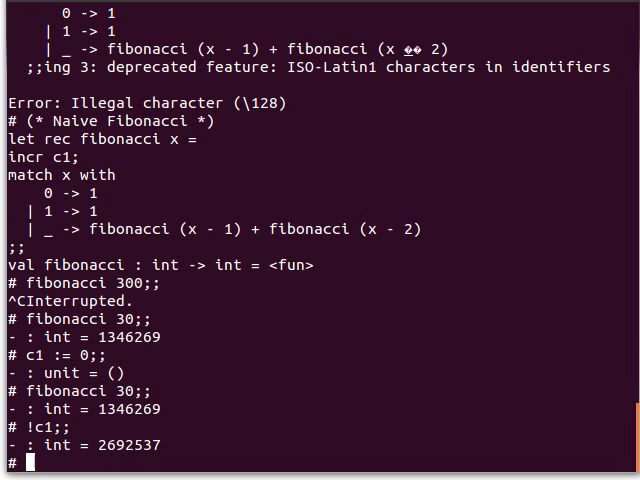 0 -> 1
| 1 -> 1
| _ -> fibonacci (x - 1) + fibonacci (x �� 2)
;;ing 3: deprecated feature: ISO-Latin1 characters in identifiers
Error: Illegal character (\128)
# (* Naive Fibonacci *)
let rec fibonacci x =
incr c1;
match x with
0 -> 1
| 1 -> 1
| _ -> fibonacci (x - 1) + fibonacci (x - 2)
;;
val fibonacci : int -> int = <fun>
# fibonacci 300;;
^CInterrupted.
# fibonacci 30;;
- : int = 1346269
# c1 := 0;;
- : unit = ()
# fibonacci 30;;
- : int = 1346269
# !c1;;
- : int = 2692537
#